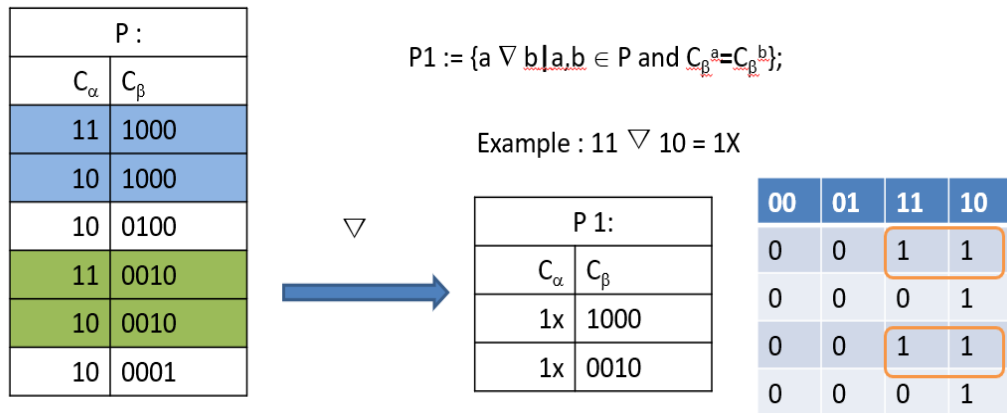 P :
Cα Cβ
11 1000
10 1000
10 0100
11 0010
10 0010
10 0001
P1 := {a ∇ b|a,b ∈ P and Cβᵃ=Cβᵇ};
Example : 11 ▽ 10 = 1X
▽
P 1:
Cα Cβ
1x 1000
1x 0010
00 01 11 10
0 0 1 1
0 0 0 1
0 0 1 1
0 0 0 1